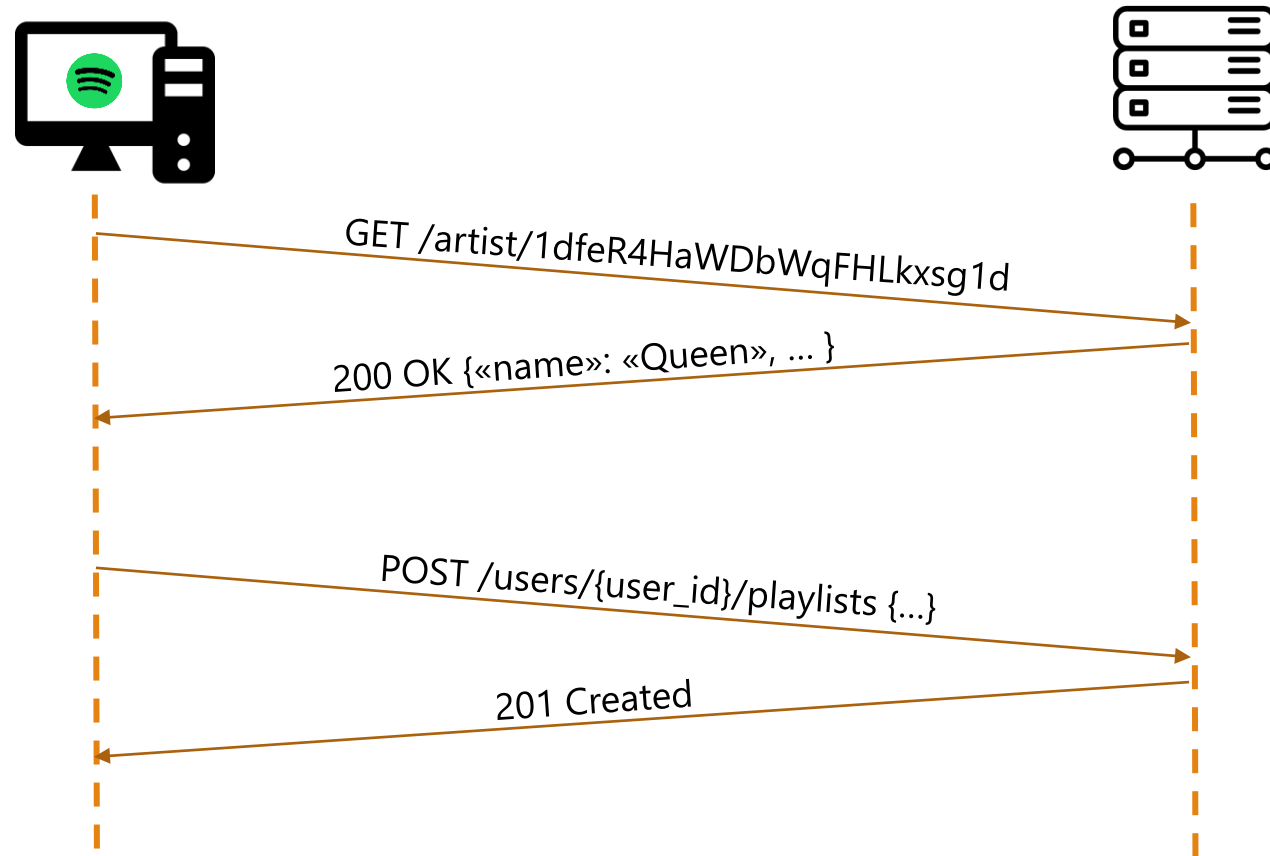 GET /artist/1dfeR4HaWDbWqFHLkxsg1d
200 OK {«name»: «Queen», ... }
POST /users/{user_id}/playlists {...}
201 Created